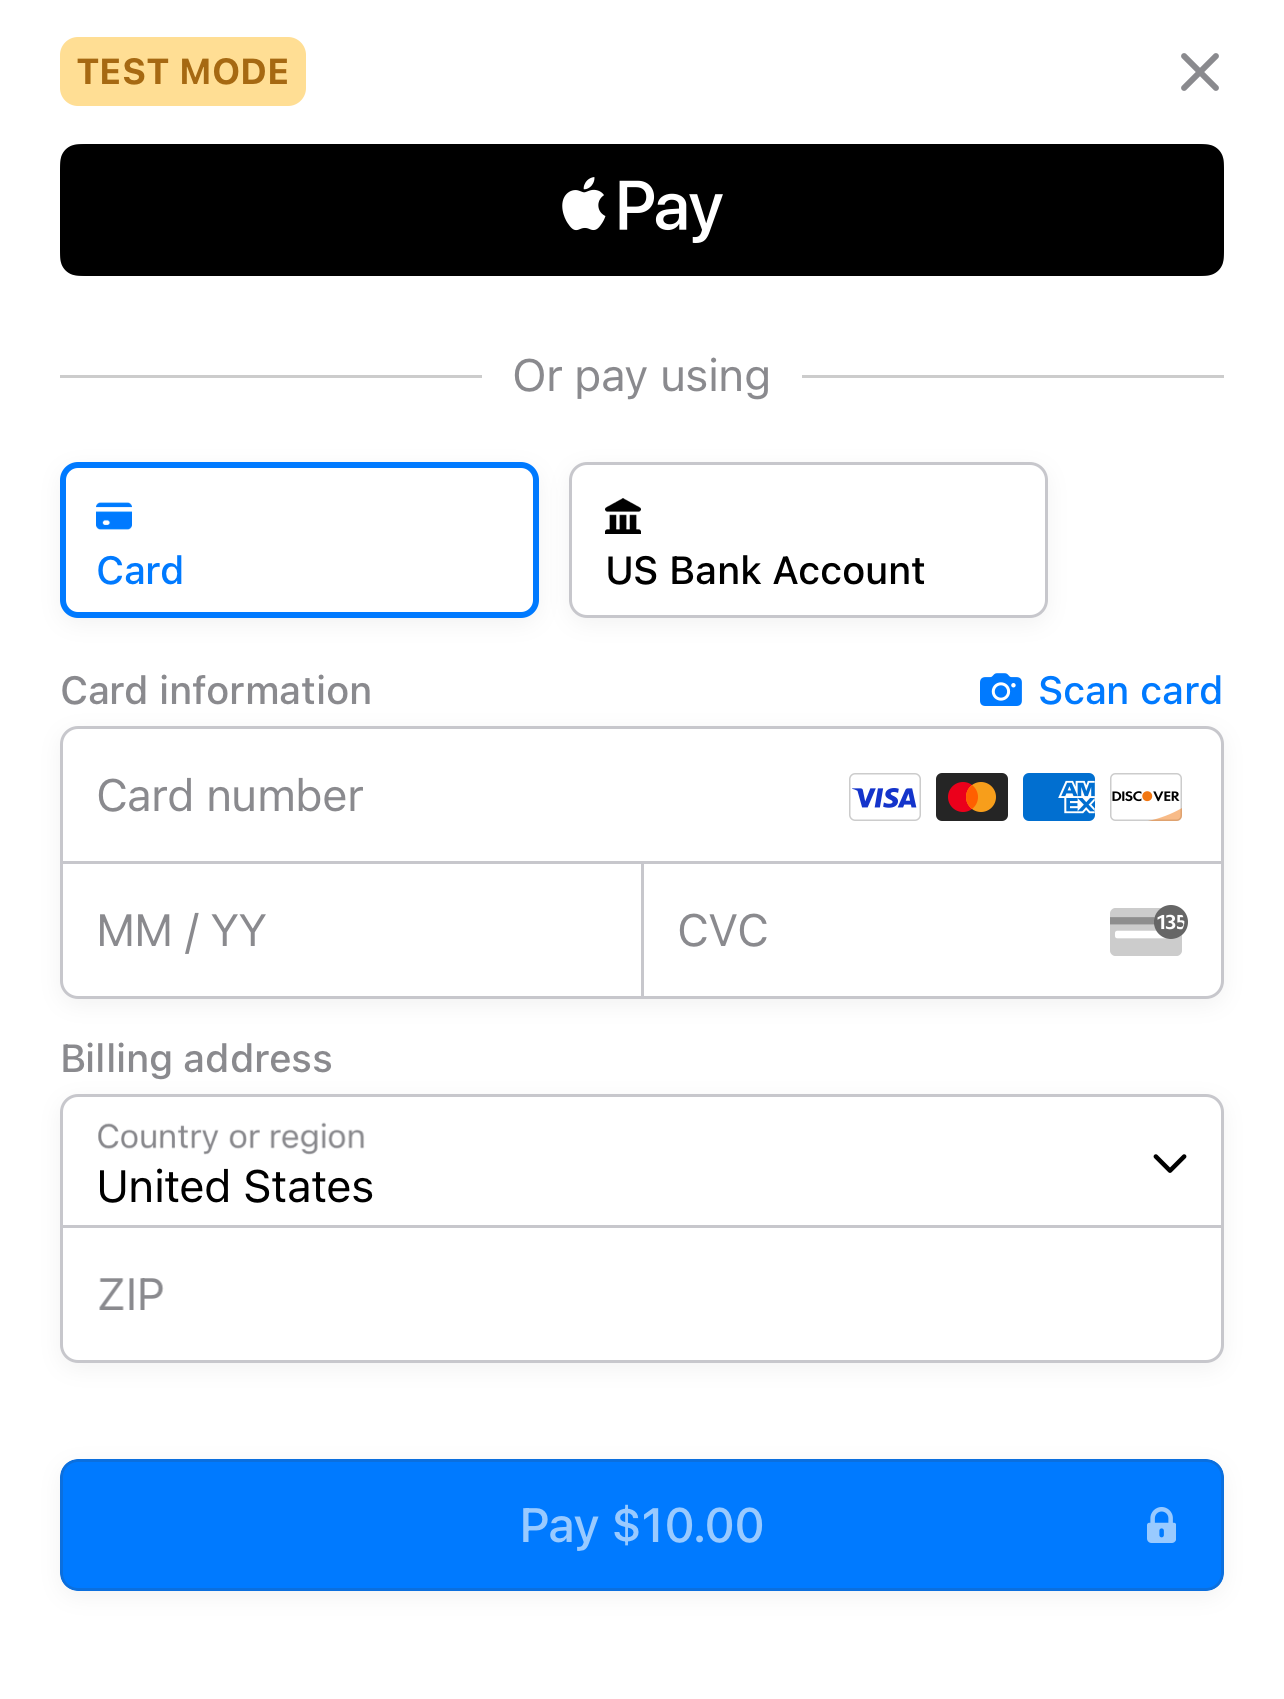 TEST MODE
Pay
Or pay using
Card
US Bank Account
Card information
Scan card
Card number
VISA
AM
EX
DISCOVER
MM / YY
CVC
135
Billing address
Country or region
United States
ZIP
Pay $10.00